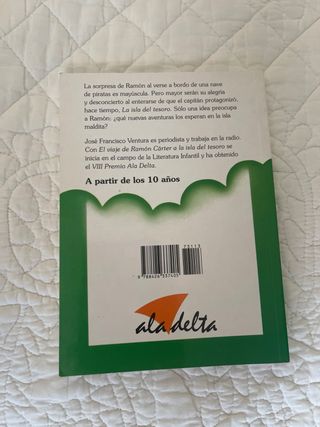 La sorpresa de Ramón al verse a bordo de una nave
de piratas es mayúscula. Pero mayor serán su alegría
y desconcierto al enterarse de que el capitán protagonizó,
hace tiempo, La isla del tesoro. Sólo una idea preocupa
a Ramón: ¿qué nuevas aventuras los esperan en la isla
maldita?
José Francisco Ventura es periodista y trabaja en la radio.
Con El viaje de Ramón Cárter a la isla del tesoro se
inicia en el campo de la Literatura Infantil y ha obtenido
el VIII Premio Ala Delta.
A partir de los 10 años
73113
9 788426 337405
ala delta